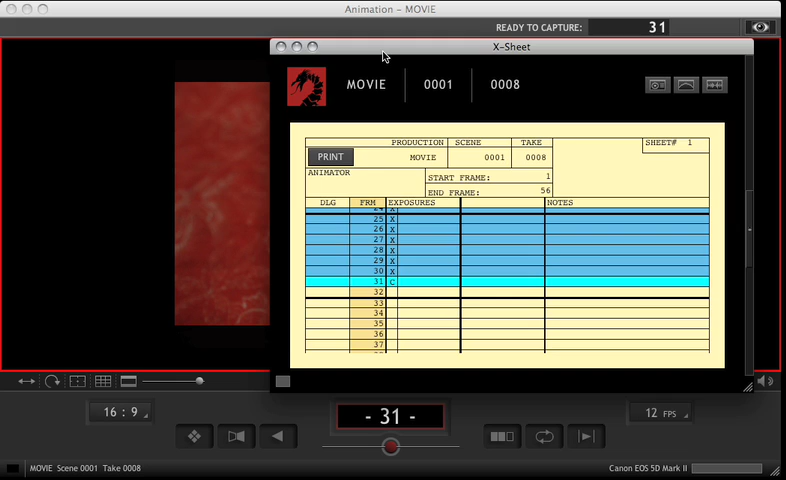 Animation – MOVIE
READY TO CAPTURE: 31
X-Sheet
MOVIE 0001 0008
PRODUCTION SCENE TAKE SHEET# 1
PRINT MOVIE 0001 0008
ANIMATOR START FRAME: 1
END FRAME: 56
DLG FRM EXPOSURES NOTES
25 X
26 X
27 X
28 X
29 X
30 X
31 C
32
33
34
35
36
37
16 : 9 - 31 - 12 FPS
MOVIE Scene 0001 Take 0008 Canon EOS 5D Mark II